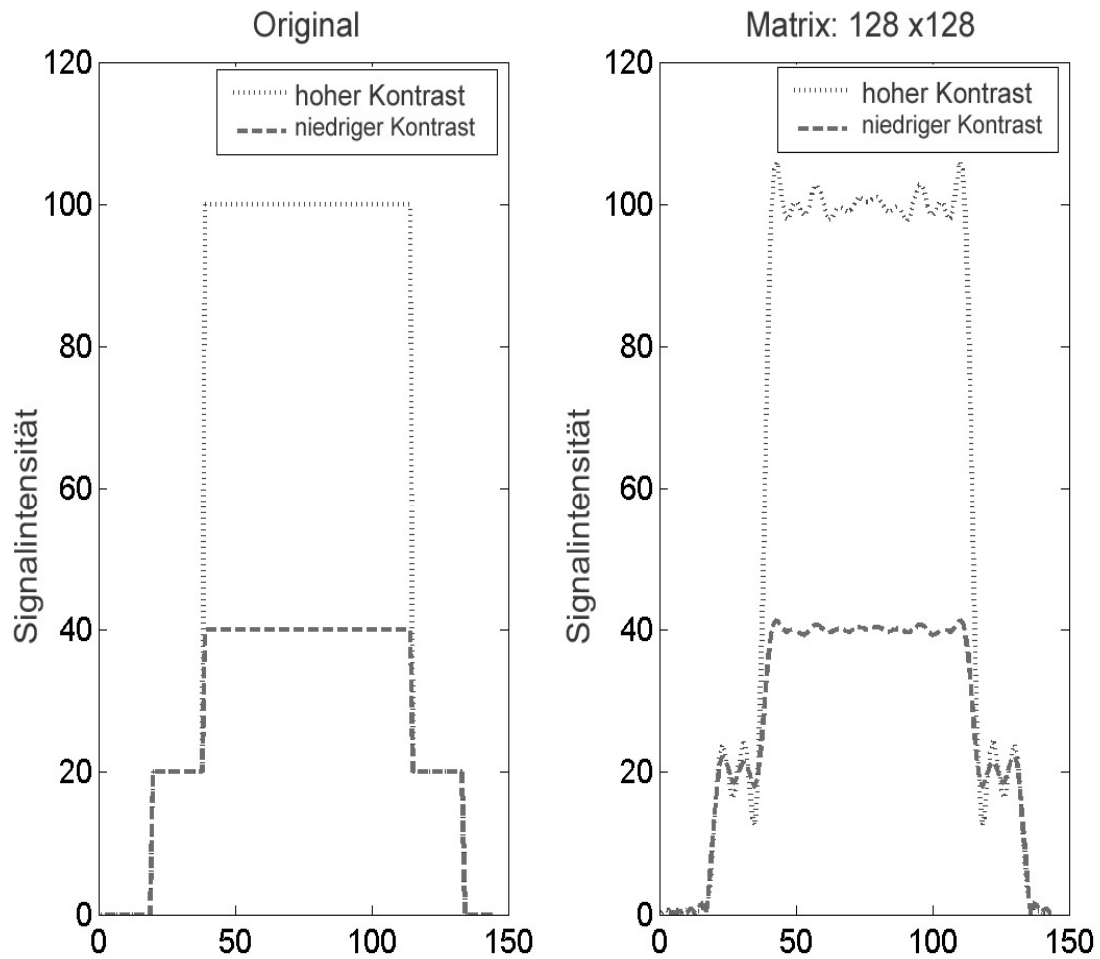 Original
120
100
80
60
40
20
0
0 50 100 150
Signalintensität
hoher Kontrast
niedriger Kontrast
Matrix: 128 x128
120
100
80
60
40
20
0
0 50 100 150
Signalintensität
hoher Kontrast
niedriger Kontrast